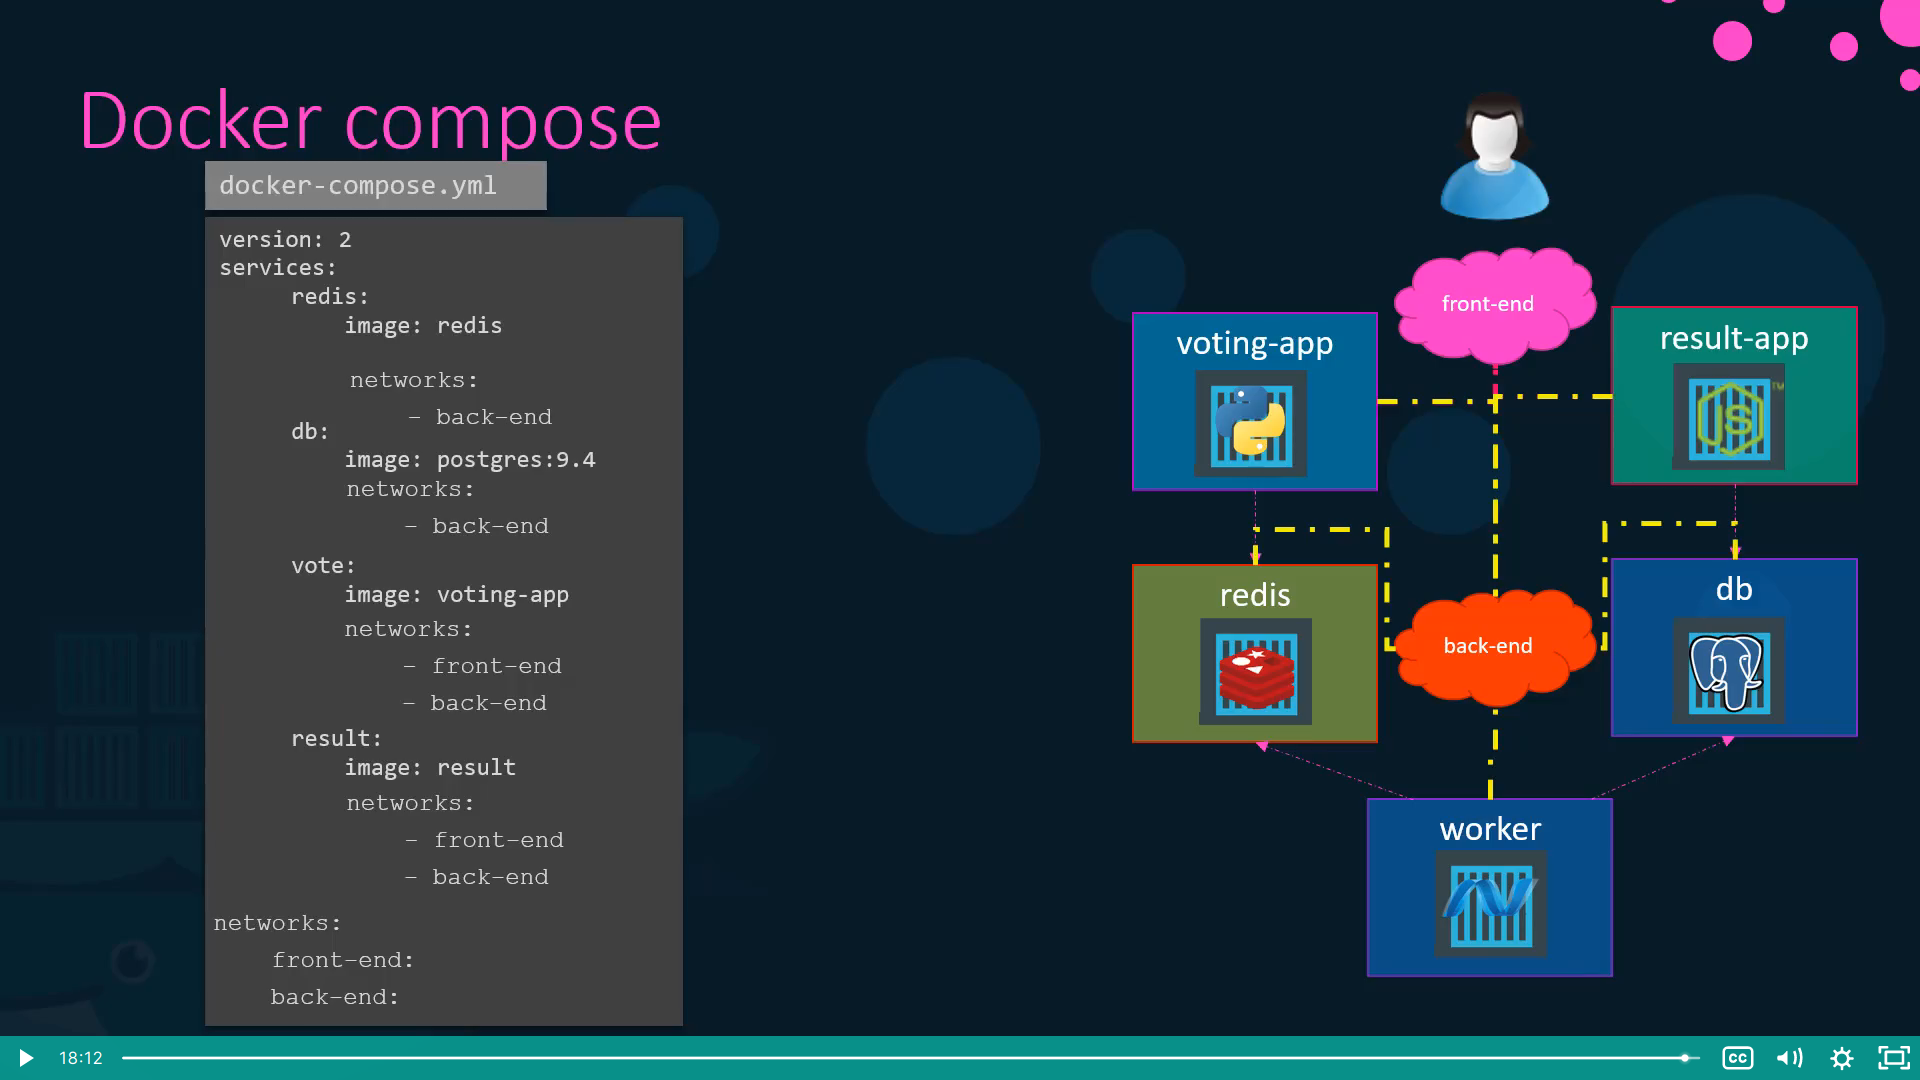 Docker compose
docker-compose.yml
version: 2
services:
redis:
image: redis
networks:
- back-end
db:
image: postgres:9.4
networks:
- back-end
vote:
image: voting-app
networks:
- front-end
- back-end
result:
image: result
networks:
- front-end
- back-end
networks:
front-end:
back-end:
front-end
voting-app
result-app
JS
redis
back-end
db
worker
18:12
CC